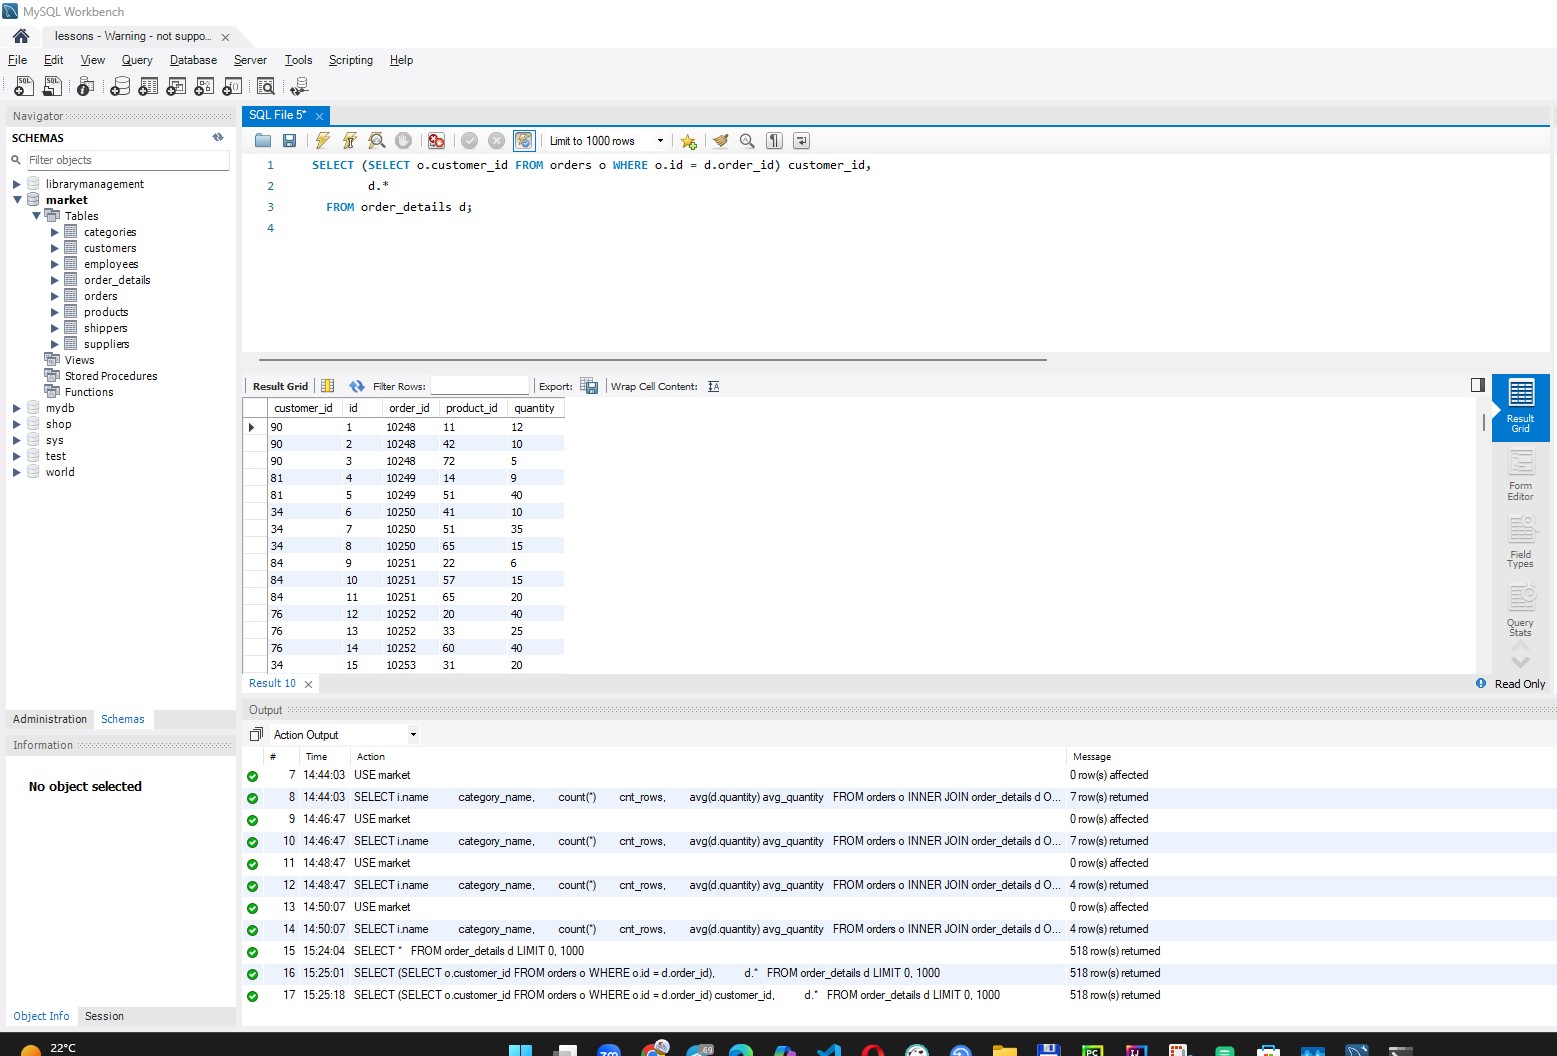 MySQL Workbench
lessons - Warning - not suppo...
File Edit View Query Database Server Tools Scripting Help
Navigator
SCHEMAS
Filter objects
librarymanagement
market
Tables
categories
customers
employees
order_details
orders
products
shippers
suppliers
Views
Stored Procedures
Functions
mydb
shop
sys
test
world
Administration Schemas
Information
No object selected
Object Info Session
SQL File 5*
Limit to 1000 rows
1 SELECT (SELECT o.customer_id FROM orders o WHERE o.id = d.order_id) customer_id,
2 d.*
3 FROM order_details d;
4
Result Grid Filter Rows: Export: Wrap Cell Content:
customer_id id order_id product_id quantity
90 1 10248 11 12
90 2 10248 42 10
90 3 10248 72 5
81 4 10249 14 9
81 5 10249 51 40
34 6 10250 41 10
34 7 10250 51 35
34 8 10250 65 15
84 9 10251 22 6
84 10 10251 57 15
84 11 10251 65 20
76 12 10252 20 40
76 13 10252 33 25
76 14 10252 60 40
34 15 10253 31 20
Result Grid
Form Editor
Field Types
Query Stats
Result 10
Read Only
Output
Action Output
# Time Action Message
7 14:44:03 USE market 0 row(s) affected
8 14:44:03 SELECT i.name category_name, count(*) cnt_rows, avg(d.quantity) avg_quantity FROM orders o INNER JOIN order_details d O... 7 row(s) returned
9 14:46:47 USE market 0 row(s) affected
10 14:46:47 SELECT i.name category_name, count(*) cnt_rows, avg(d.quantity) avg_quantity FROM orders o INNER JOIN order_details d O... 7 row(s) returned
11 14:48:47 USE market 0 row(s) affected
12 14:48:47 SELECT i.name category_name, count(*) cnt_rows, avg(d.quantity) avg_quantity FROM orders o INNER JOIN order_details d O... 4 row(s) returned
13 14:50:07 USE market 0 row(s) affected
14 14:50:07 SELECT i.name category_name, count(*) cnt_rows, avg(d.quantity) avg_quantity FROM orders o INNER JOIN order_details d O... 4 row(s) returned
15 15:24:04 SELECT * FROM order_details d LIMIT 0, 1000 518 row(s) returned
16 15:25:01 SELECT (SELECT o.customer_id FROM orders o WHERE o.id = d.order_id), d.* FROM order_details d LIMIT 0, 1000 518 row(s) returned
17 15:25:18 SELECT (SELECT o.customer_id FROM orders o WHERE o.id = d.order_id) customer_id, d.* FROM order_details d LIMIT 0, 1000 518 row(s) returned
22°C